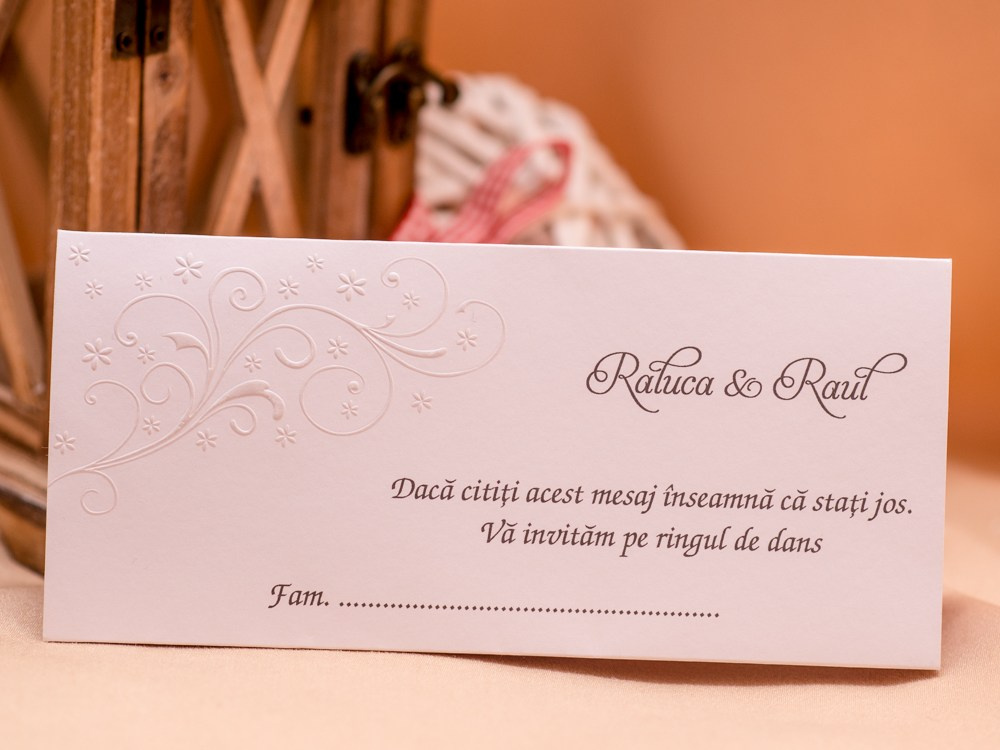 Raluca & Raul
Dacă citiți acest mesaj înseamnă că stați jos.
Vă invităm pe ringul de dans
Fam. ....................................................